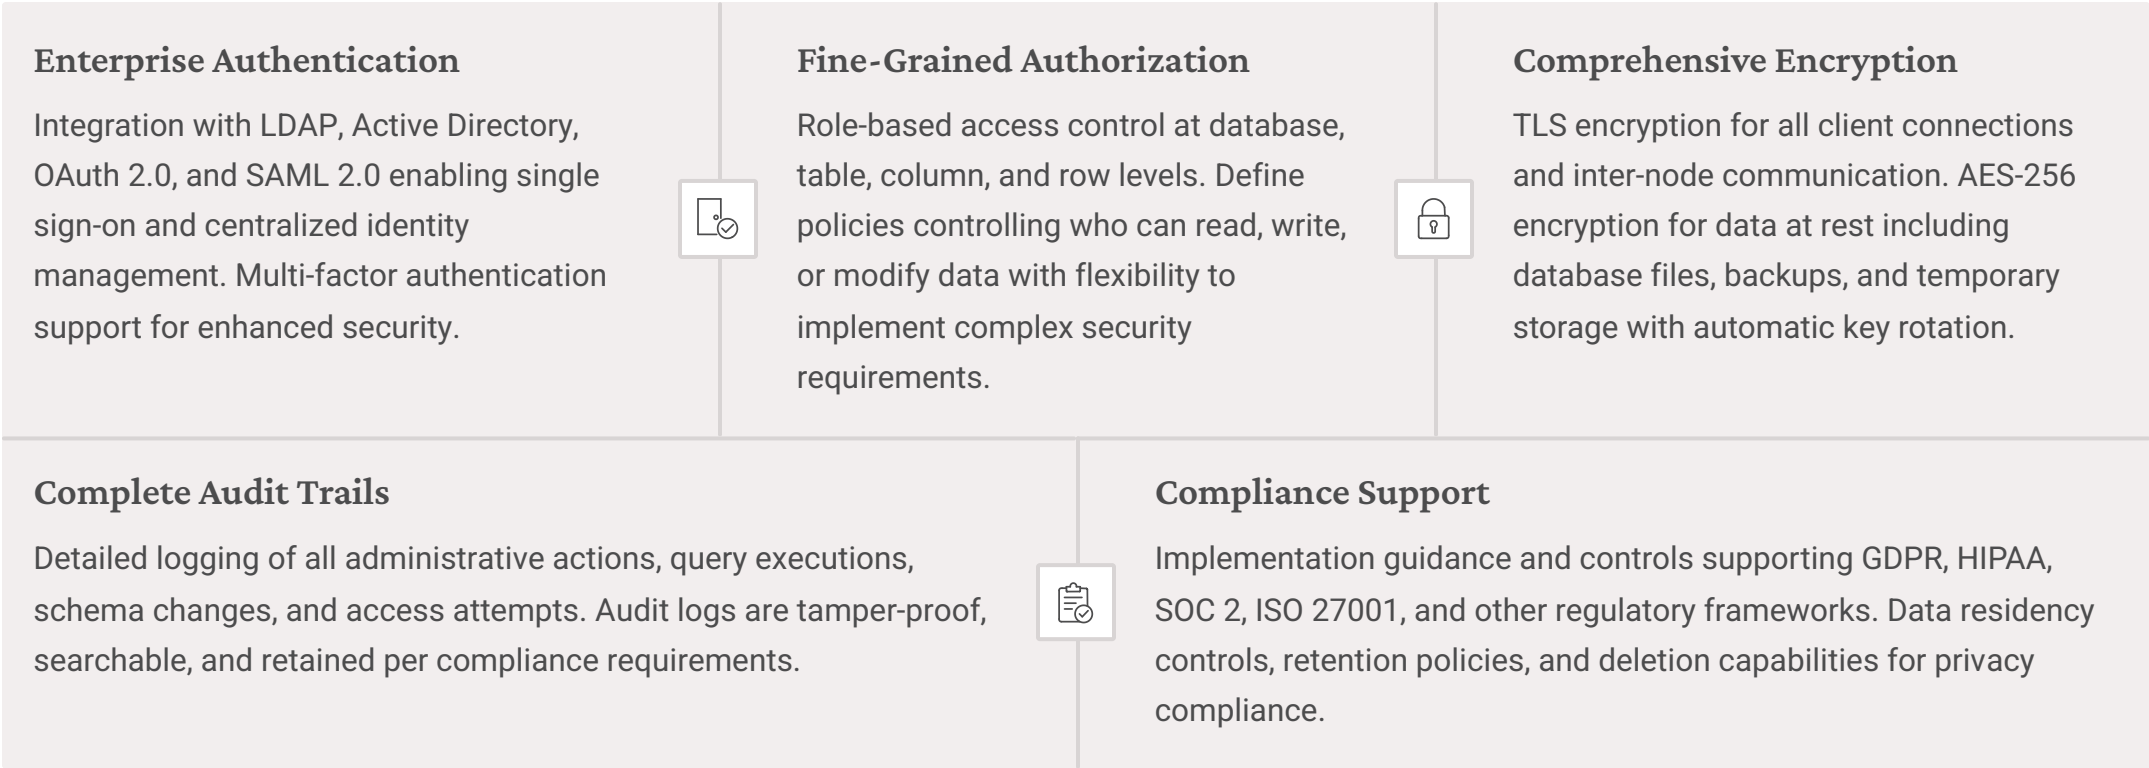 Enterprise Authentication
Integration with LDAP, Active Directory,
OAuth 2.0, and SAML 2.0 enabling single
sign-on and centralized identity
management. Multi-factor authentication
support for enhanced security.
Fine-Grained Authorization
Role-based access control at database,
table, column, and row levels. Define
policies controlling who can read, write,
or modify data with flexibility to
implement complex security
requirements.
Comprehensive Encryption
TLS encryption for all client connections
and inter-node communication. AES-256
encryption for data at rest including
database files, backups, and temporary
storage with automatic key rotation.
Complete Audit Trails
Detailed logging of all administrative actions, query executions,
schema changes, and access attempts. Audit logs are tamper-proof,
searchable, and retained per compliance requirements.
Compliance Support
Implementation guidance and controls supporting GDPR, HIPAA,
SOC 2, ISO 27001, and other regulatory frameworks. Data residency
controls, retention policies, and deletion capabilities for privacy
compliance.